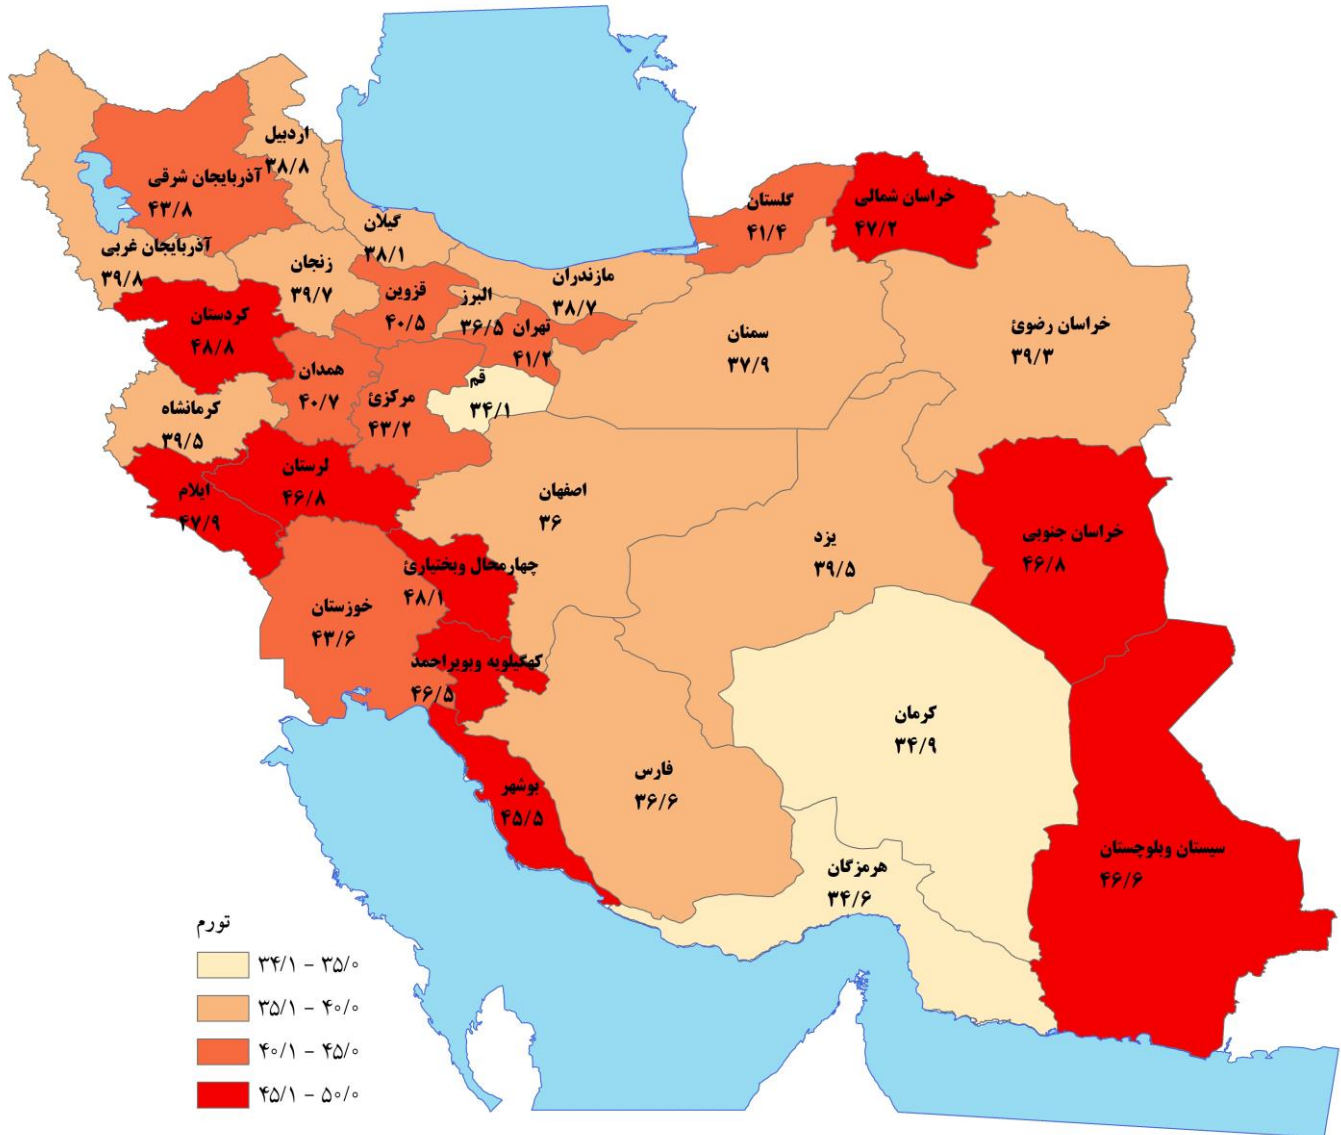 اردبیل
۳۸/۸
آذربایجان شرقی
۴۳/۸
گیلان
۳۸/۱
آذربایجان غربی
۳۹/۸
زنجان
۳۹/۷
گلستان
۴۱/۴
خراسان شمالی
۴۷/۲
مازندران
۳۸/۷
قزوین
۴۰/۵
البرز
۳۶/۵
تهران
۴۱/۲
سمنان
۳۷/۹
خراسان رضوئ
۳۹/۳
کردستان
۴۸/۸
همدان
۴۰/۷
مرکزئ
۴۳/۲
قم
۳۴/۱
کرمانشاه
۳۹/۵
لرستان
۴۶/۸
ایلام
۴۷/۹
اصفهان
۳۶
یزد
۳۹/۵
خراسان جنوبی
۴۶/۸
چهارمحال وبختیارئ
۴۸/۱
خوزستان
۴۳/۶
کهکیلویه وبویراحمد
۴۶/۵
کرمان
۳۴/۹
فارس
۳۶/۶
بوشهر
۴۵/۵
هرمزگان
۳۴/۶
سیستان وبلوچستان
۴۶/۶
تورم
۳۴/۱ - ۳۵/۰
۳۵/۱ - ۴۰/۰
۴۰/۱ - ۴۵/۰
۴۵/۱ - ۵۰/۰